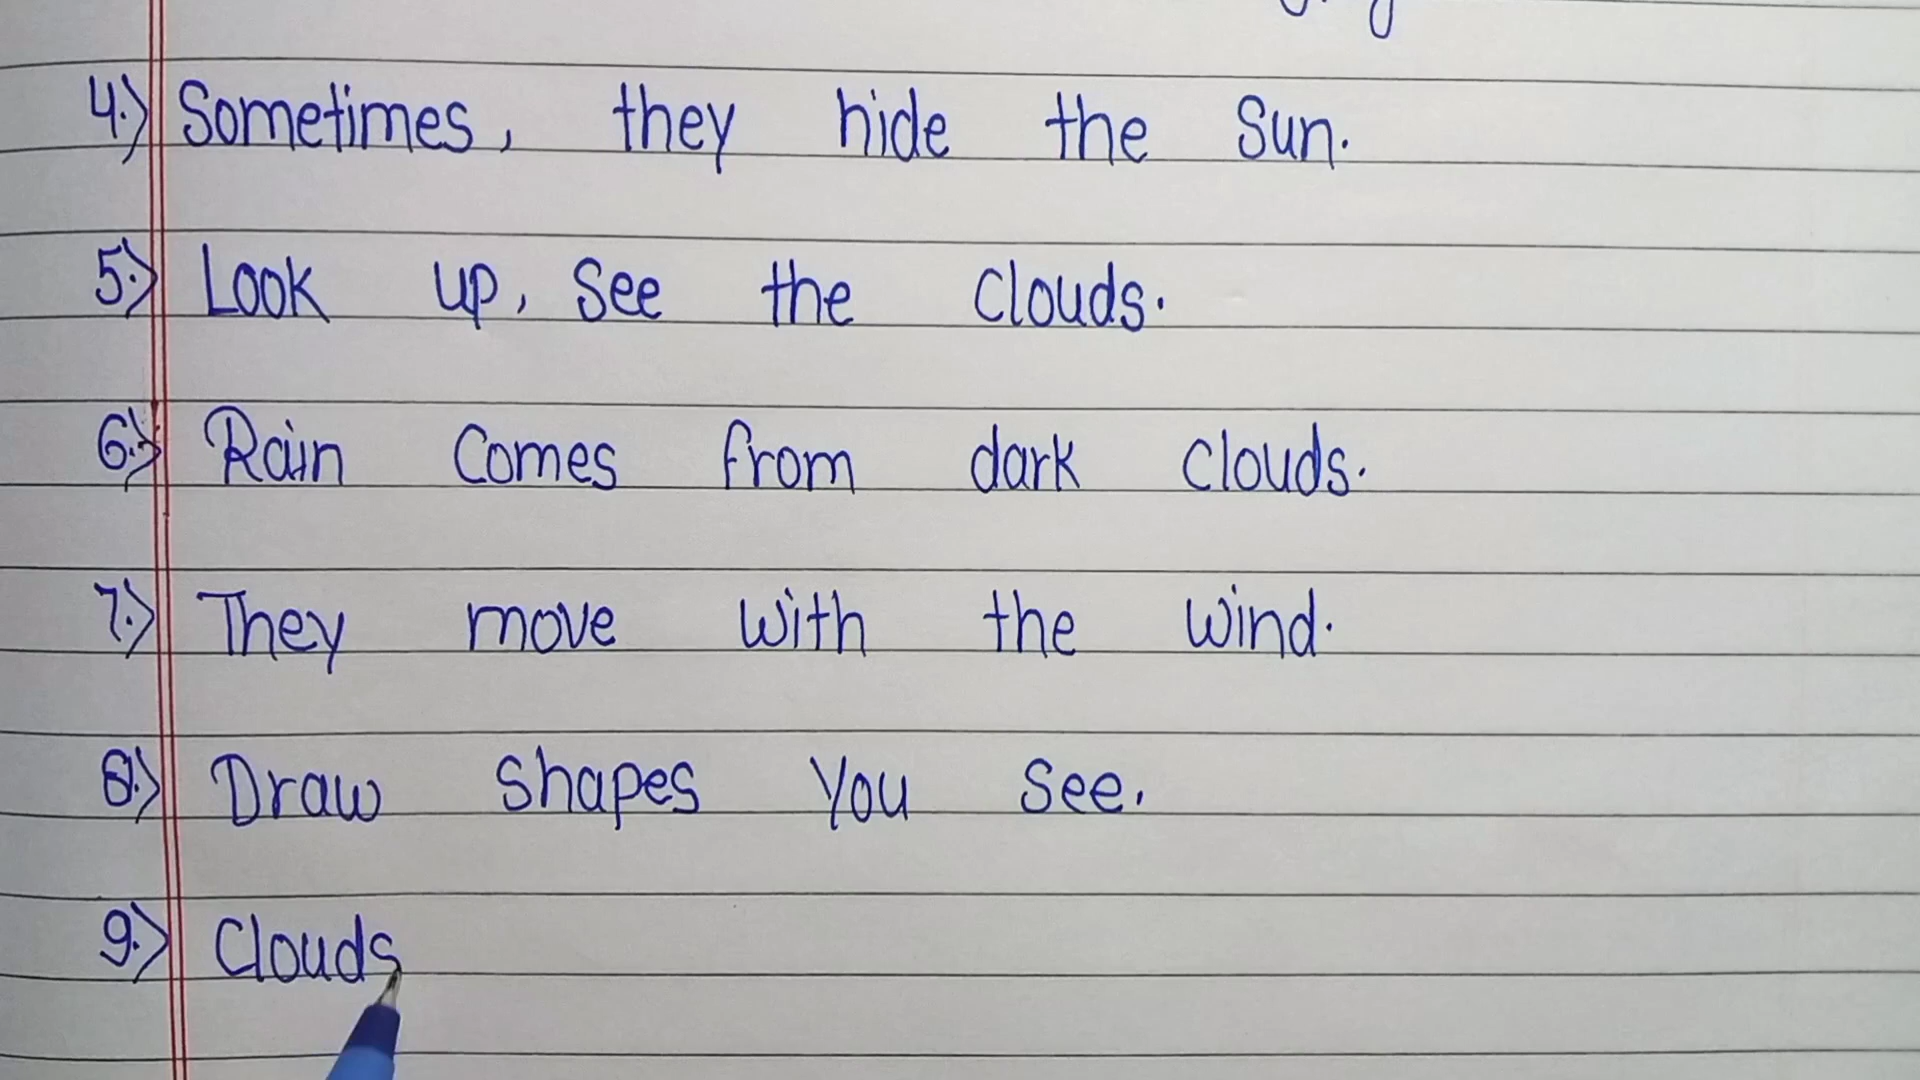 4.) Sometimes, they hide the Sun.
5.) Look up, See the Clouds.
6.) Rain Comes from dark Clouds.
7.) They move with the wind.
8.) Draw Shapes You See.
9.) Clouds